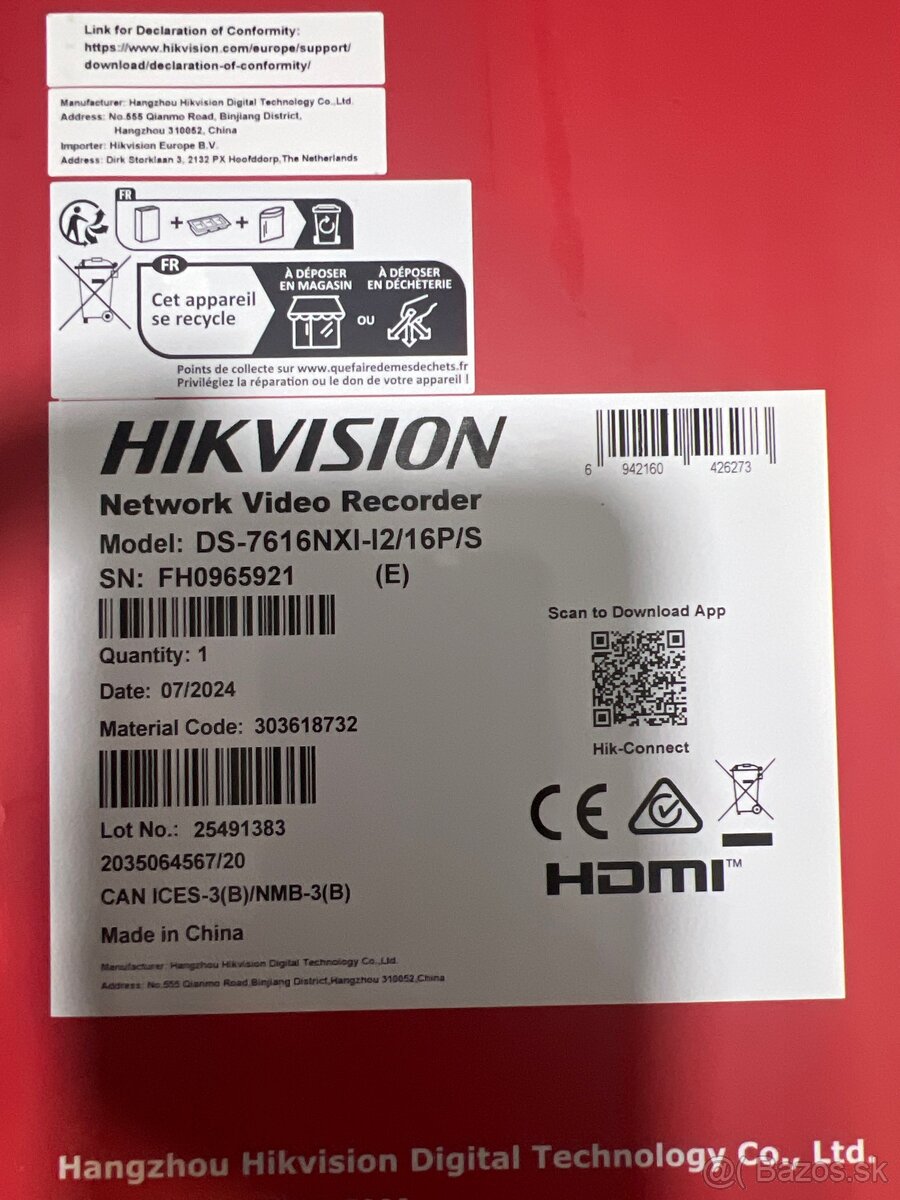 Link for Declaration of Conformity:
https://www.hikvision.com/europe/support/
download/declaration-of-conformity/
Manufacturer: Hangzhou Hikvision Digital Technology Co.,Ltd.
Address: No.555 Qianmo Road, Binjiang District,
Hangzhou 310052, China
Importer: Hikvision Europe B.V.
Address: Dirk Storklaan 3, 2132 PX Hoofddorp,The Netherlands
FR
FR
Cet appareil
se recycle
À DÉPOSER
EN MAGASIN
OU
À DÉPOSER
EN DÉCHÈTERIE
Points de collecte sur www.quefairedemesdechets.fr
Privilégiez la réparation ou le don de votre appareil !
HIKVISION
6 942160 426273
Network Video Recorder
Model: DS-7616NXI-I2/16P/S
SN: FH0965921 (E)
Quantity: 1
Date: 07/2024
Material Code: 303618732
Lot No.: 25491383
2035064567/20
CAN ICES-3(B)/NMB-3(B)
Made in China
Manufacturer: Hangzhou Hikvision Digital Technology Co.,Ltd.
Address: No.555 Qianmo Road,Binjiang District,Hangzhou 310052,China
Scan to Download App
Hik-Connect
CE
HDMI™
Hangzhou Hikvision Digital Technology Co., Ltd.
@( Bazos.sk